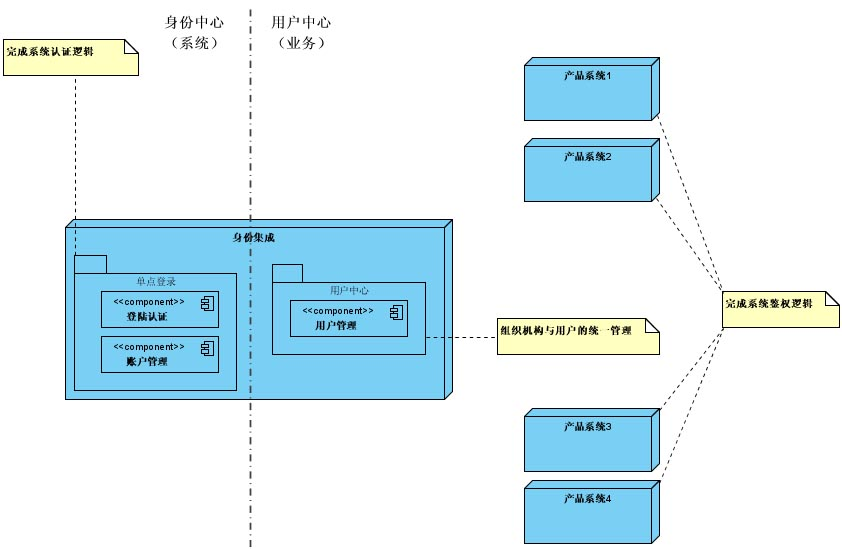 身份中心
（系统）
用户中心
（业务）
完成系统认证逻辑
产品系统1
产品系统2
身份集成
单点登录
<<component>>
登陆认证
<<component>>
账户管理
用户中心
<<component>>
用户管理
组织机构与用户的统一管理
完成系统鉴权逻辑
产品系统3
产品系统4